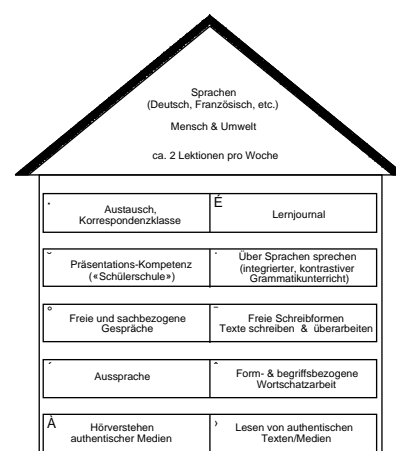 Sprachen
(Deutsch, Französisch, etc.)
Mensch & Umwelt
ca. 2 Lektionen pro Woche
·
Austausch,
Korrespondenzklasse
É
Lernjournal
˘
Präsentations-Kompetenz
(«Schülerschule»)
˙
Über Sprachen sprechen
(integrierter, kontrastiver
Grammatikunterricht)
°
Freie und sachbezogene
Gespräche
¯
Freie Schreibformen
Texte schreiben & überarbeiten
´
Aussprache
ˆ
Form- & begriffsbezogene
Wortschatzarbeit
À
Hörverstehen
authentischer Medien
›
Lesen von authentischen
Texten/Medien